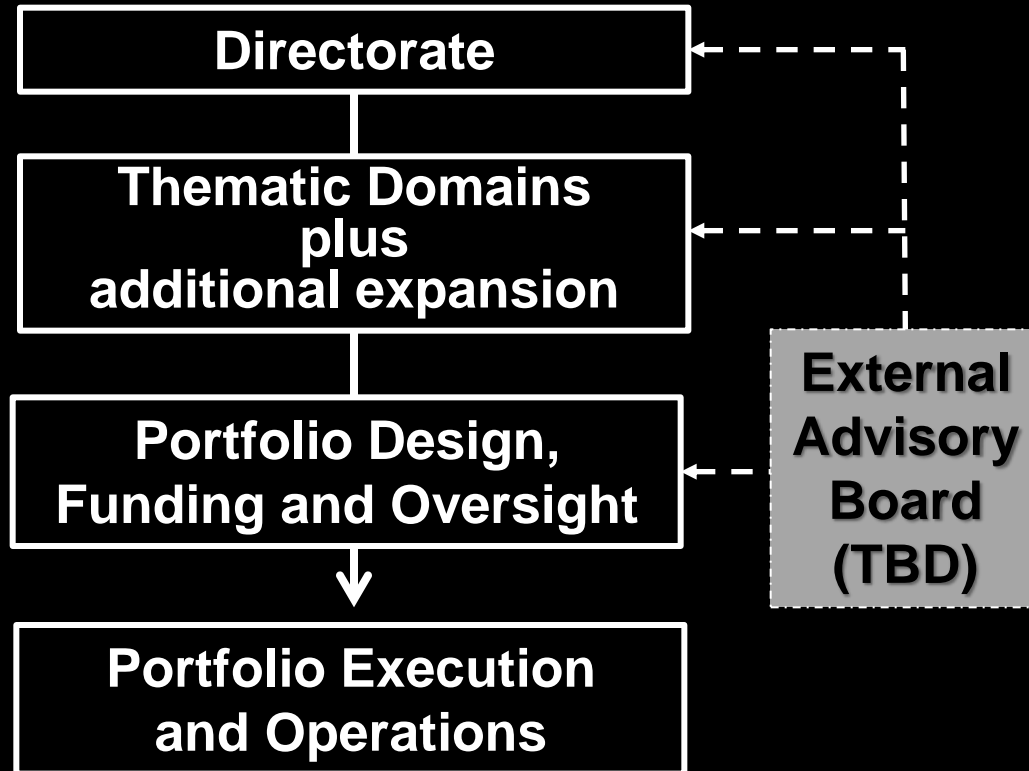 Directorate
Thematic Domains
plus
additional expansion
Portfolio Design,
Funding and Oversight
Portfolio Execution
and Operations
External
Advisory
Board
(TBD)